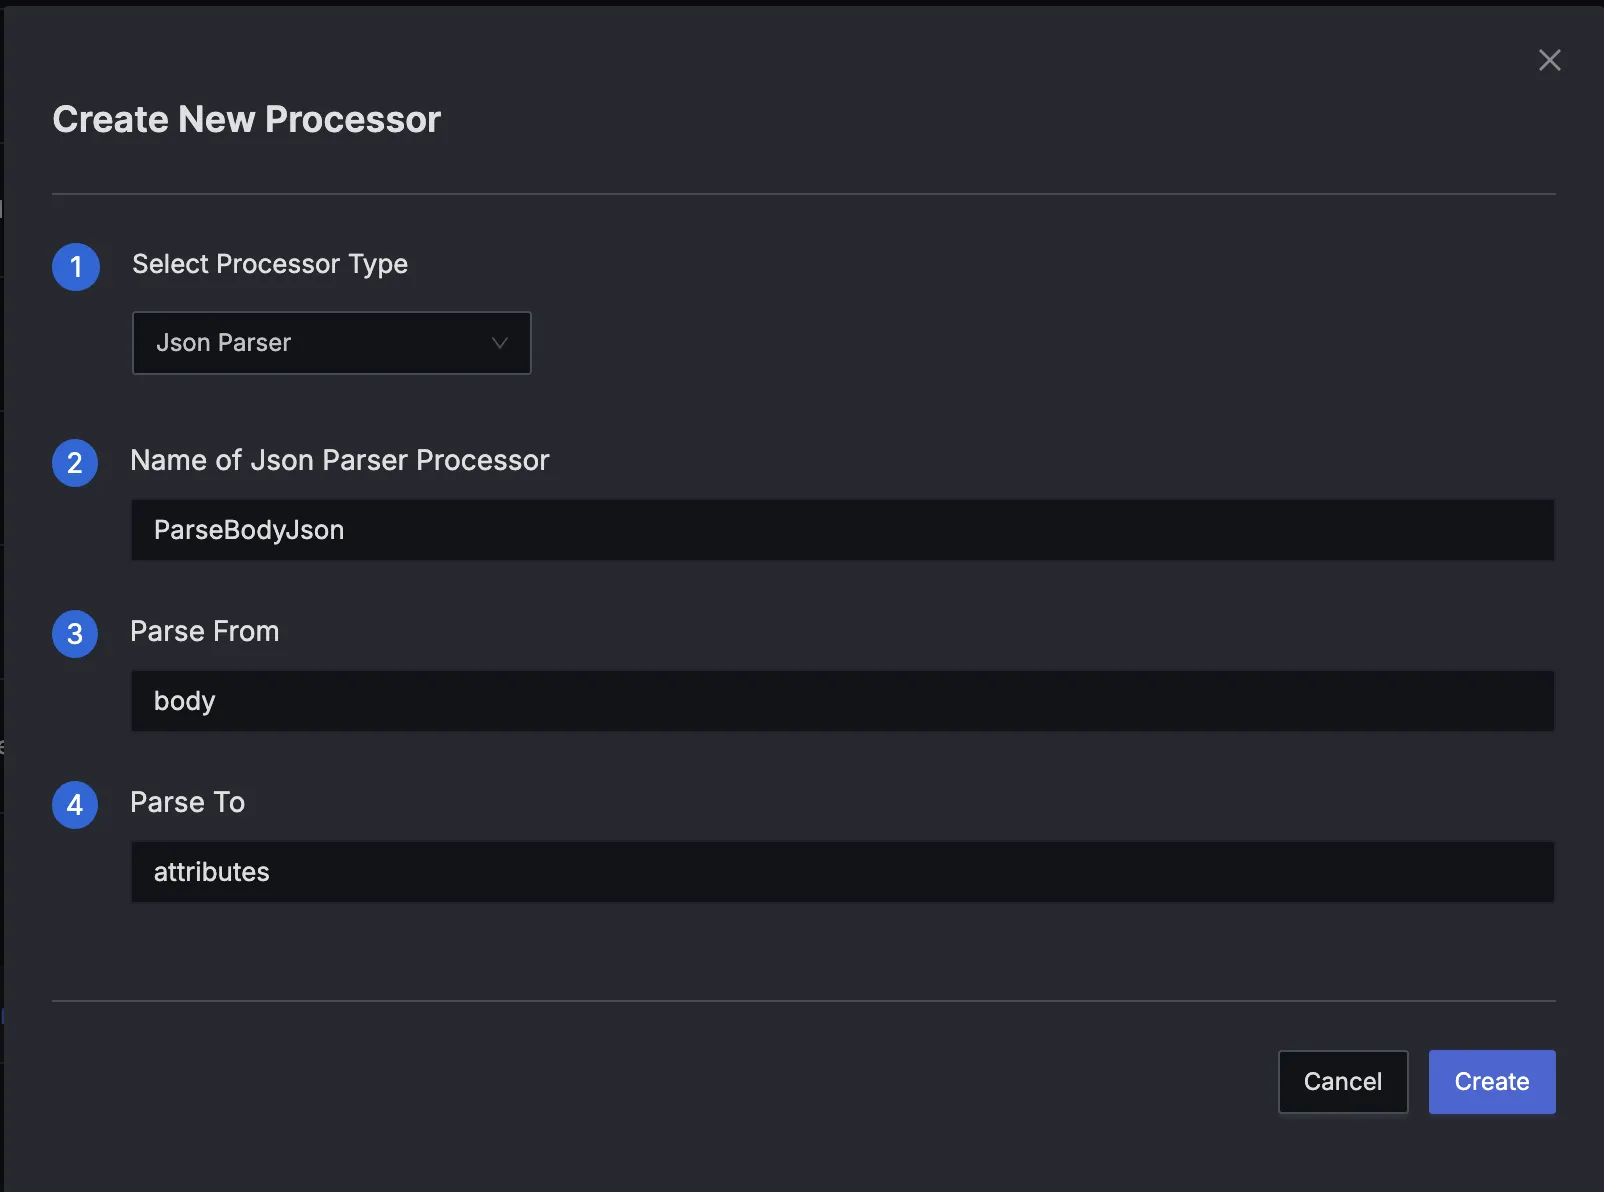 Create New Processor
1 Select Processor Type
Json Parser
2 Name of Json Parser Processor
ParseBodyJson
3 Parse From
body
4 Parse To
attributes
Cancel Create